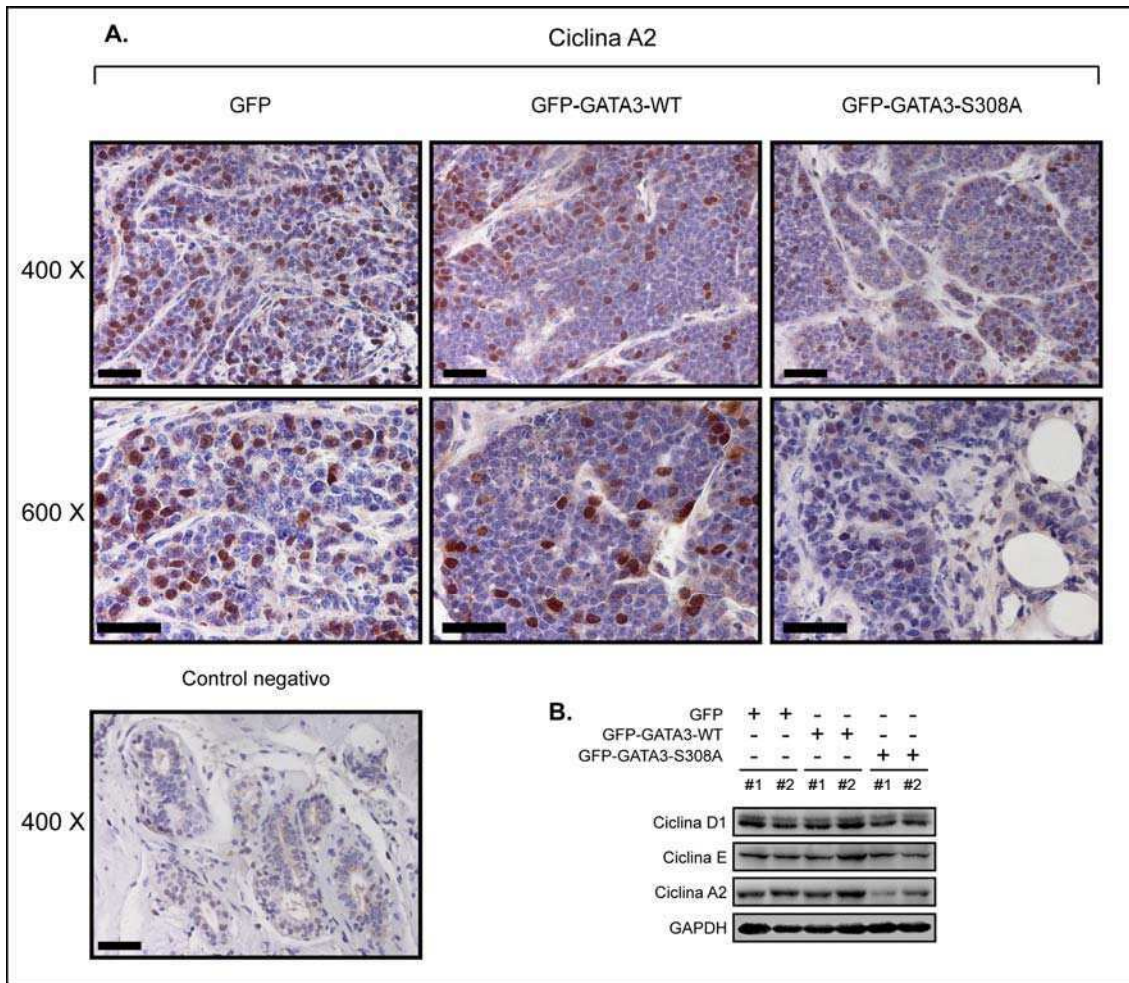 A.
Ciclina A2
GFP GFP-GATA3-WT GFP-GATA3-S308A
400 X
600 X
Control negativo
400 X
B.
GFP + + - - - -
GFP-GATA3-WT - - + + - -
GFP-GATA3-S308A - - - - + +
#1 #2 #1 #2 #1 #2
Ciclina D1
Ciclina E
Ciclina A2
GAPDH